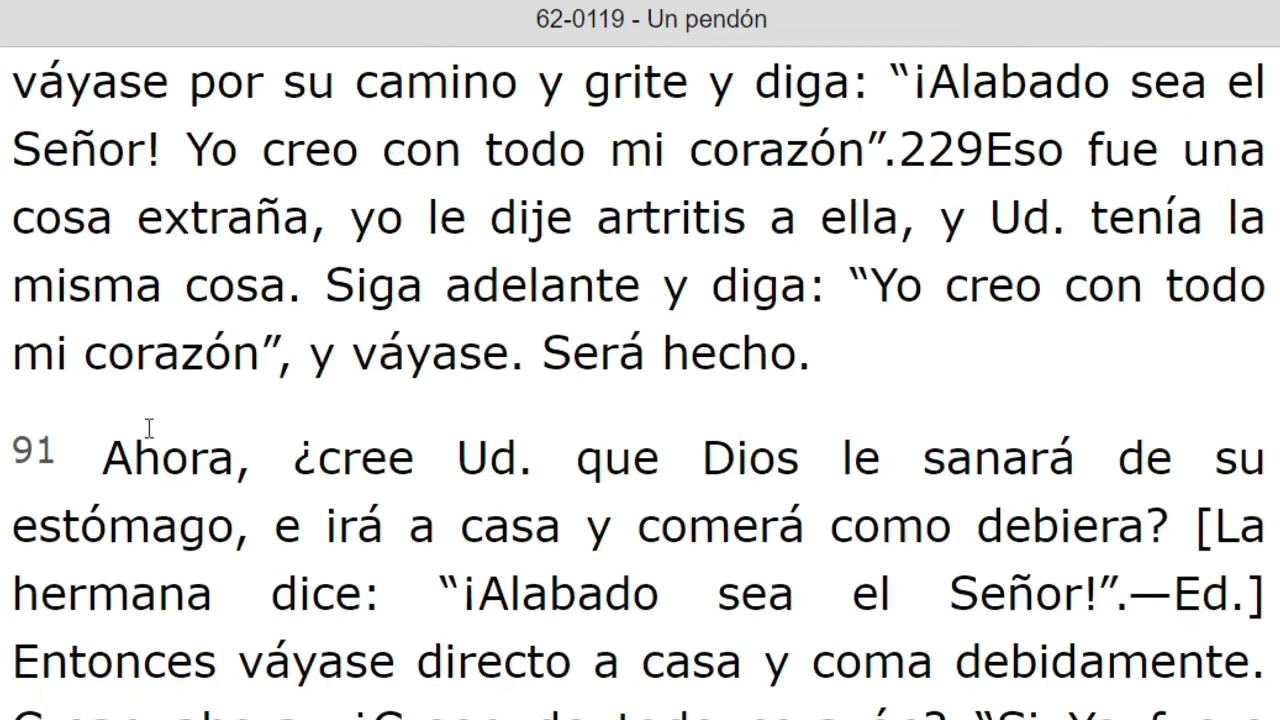 62-0119 - Un pendón
váyase por su camino y grite y diga: “¡Alabado sea el
Señor! Yo creo con todo mi corazón”.229Eso fue una
cosa extraña, yo le dije artritis a ella, y Ud. tenía la
misma cosa. Siga adelante y diga: “Yo creo con todo
mi corazón”, y váyase. Será hecho.
91 Ahora, ¿cree Ud. que Dios le sanará de su
estómago, e irá a casa y comerá como debiera? [La
hermana dice: “¡Alabado sea el Señor!”.—Ed.]
Entonces váyase directo a casa y coma debidamente.